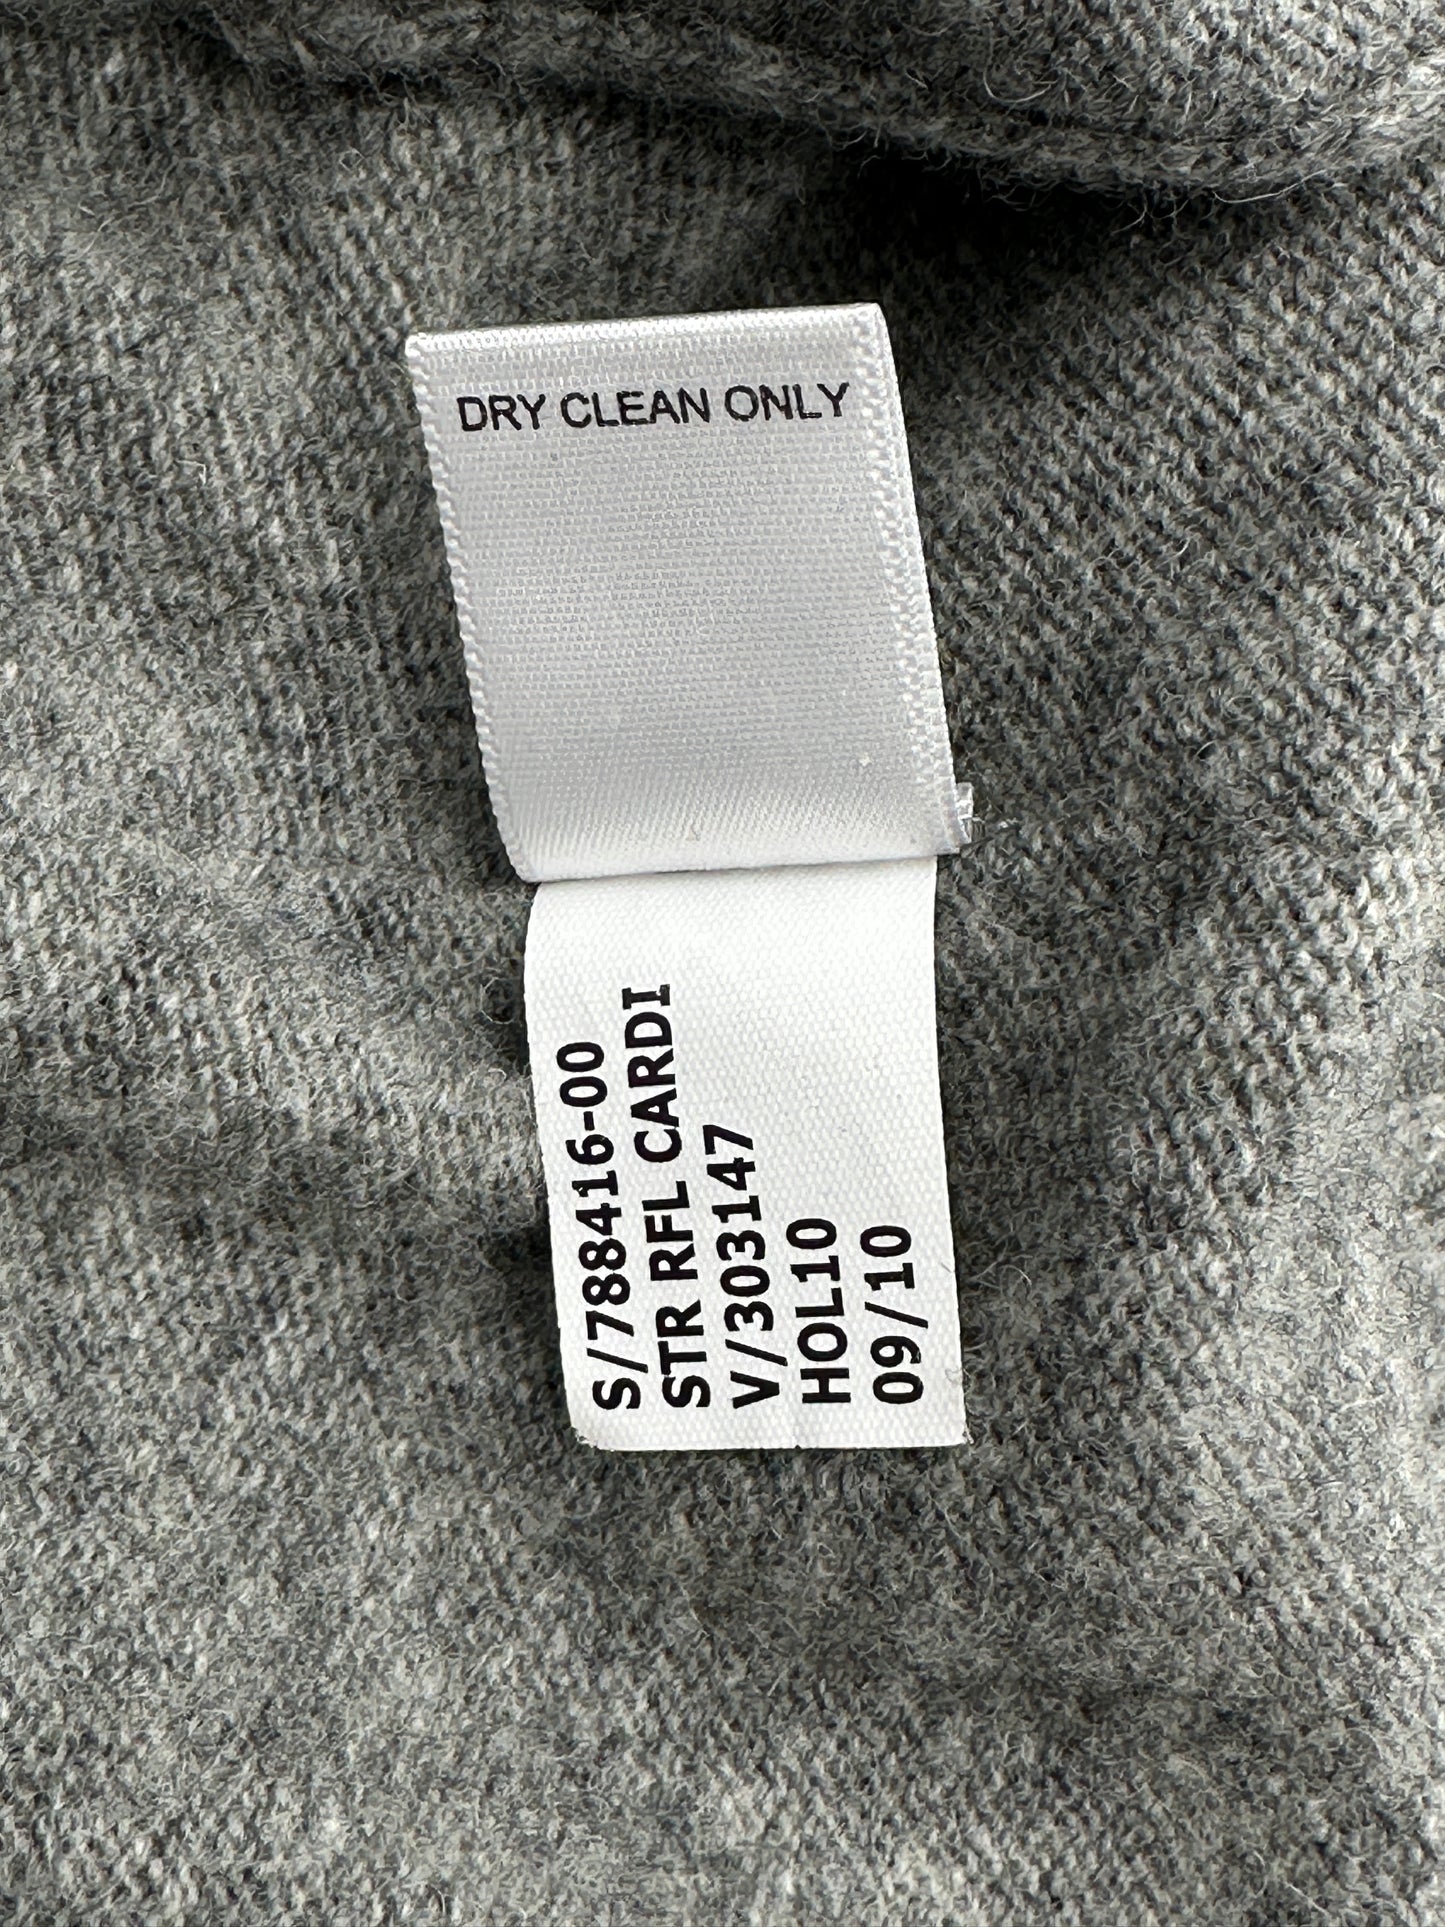 DRY CLEAN ONLY
S/788416-00
STR RFL CARDI
V/303147
HOL10
09/10